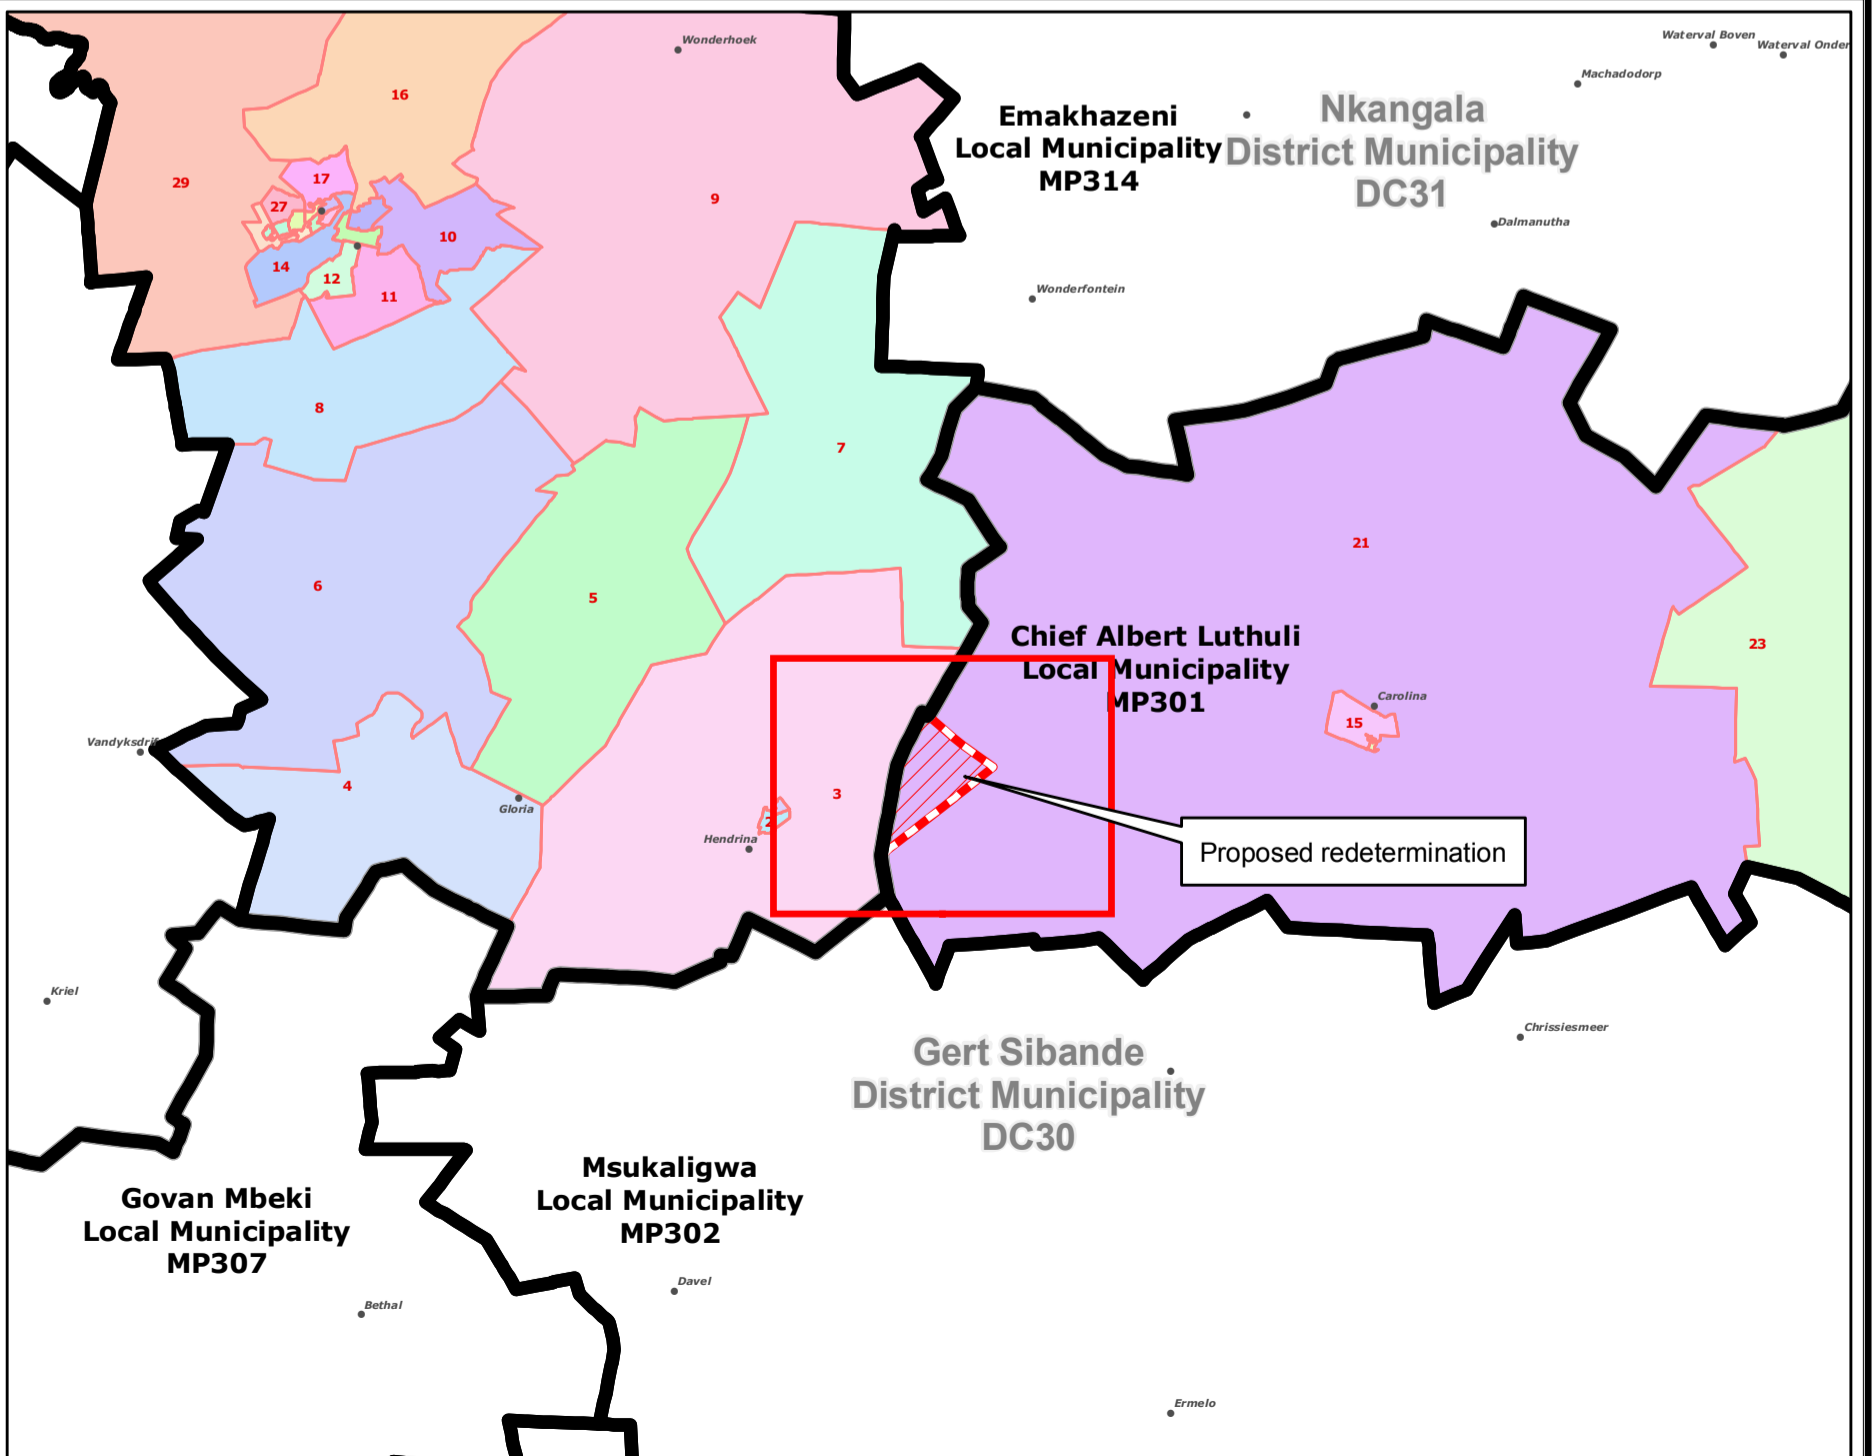 Wonderhoek
Waterval Boven
Waterval Onder
Machadodorp
16
Emakhazeni
Local Municipality
MP314
Nkangala
District Municipality
DC31
29
17
27
9
10
14
12
11
Dalmanutha
Wonderfontein
8
7
21
6
5
Chief Albert Luthuli
Local Municipality
MP301
23
Carolina
15
Vandyksdrif
4
3
Gloria
2
Hendrina
Proposed redetermination
Kriel
Chrissiesmeer
Gert Sibande
District Municipality
DC30
Govan Mbeki
Local Municipality
MP307
Msukaligwa
Local Municipality
MP302
Davel
Bethal
Ermelo